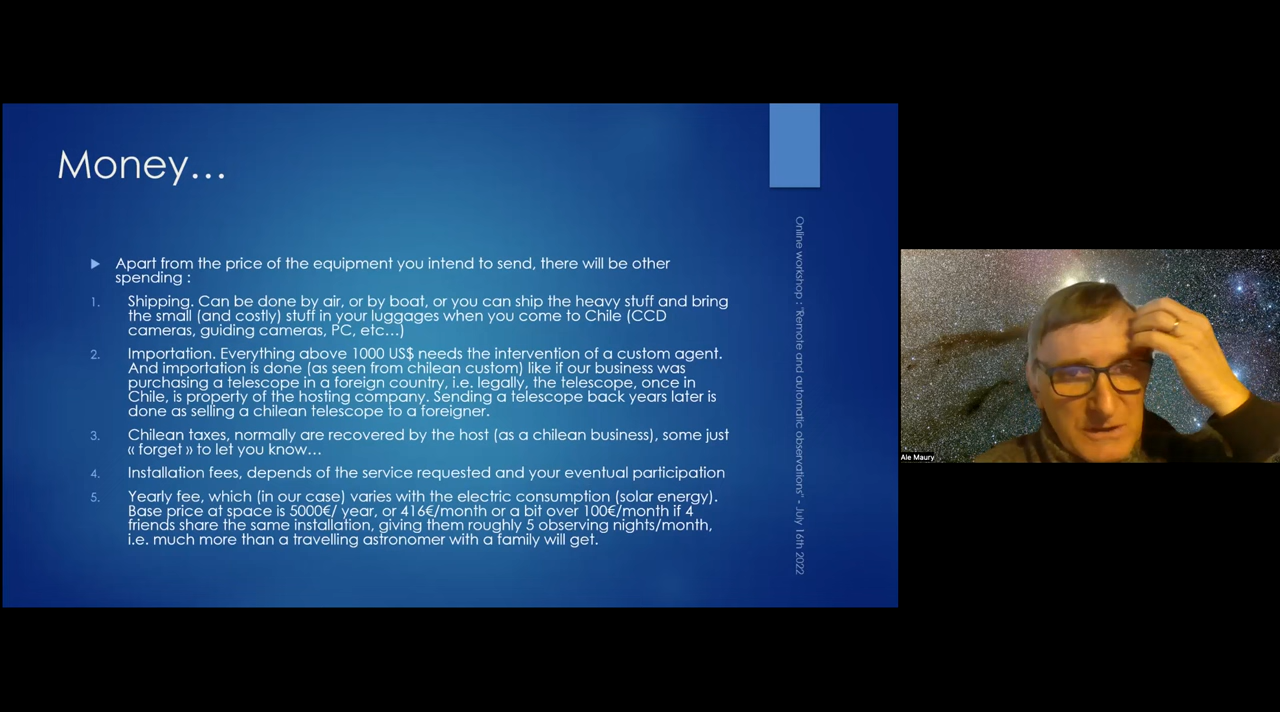 Money…
Apart from the price of the equipment you intend to send, there will be other
spending :
1. Shipping. Can be done by air, or by boat, or you can ship the heavy stuff and bring
the small (and costly) stuff in your luggages when you come to Chile (CCD
cameras, guiding cameras, PC, etc…)
2. Importation. Everything above 1000 US$ needs the intervention of a custom agent.
And importation is done (as seen from chilean custom) like if our business was
purchasing a telescope in a foreign country, i.e. legally, the telescope, once in
Chile, is property of the hosting company. Sending a telescope back years later is
done as selling a chilean telescope to a foreigner.
3. Chilean taxes, normally are recovered by the host (as a chilean business), some just
« forget » to let you know…
4. Installation fees, depends of the service requested and your eventual participation
5. Yearly fee, which (in our case) varies with the electric consumption (solar energy).
Base price at space is 5000€/ year, or 416€/month or a bit over 100€/month if 4
friends share the same installation, giving them roughly 5 observing nights/month,
i.e. much more than a travelling astronomer with a family will get.
Online workshop : "Remote and automatic observations" - July 16th 2022
Ale Maury